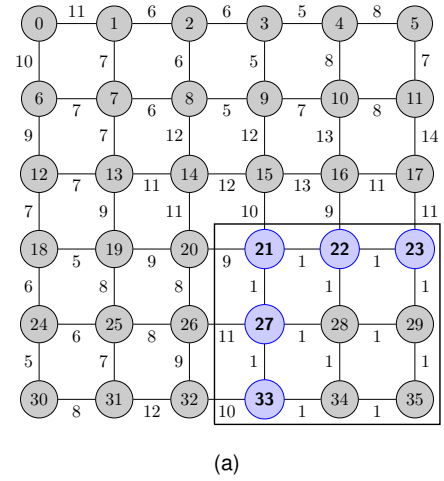 11 6 6 5 8
0 1 2 3 4 5
10 7 6 5 8 7
6 7 8 9 10 11
7 6 5 7 8
9 7 12 12 13 14
12 13 14 15 16 17
7 11 12 13 11
7 9 11 10 9 11
18 19 20 21 22 23
5 9 9 1 1
6 8 8 1 1 1
24 25 26 27 28 29
6 8 11 1 1
5 7 9 1 1 1
30 31 32 33 34 35
8 12 10 1 1
(a)